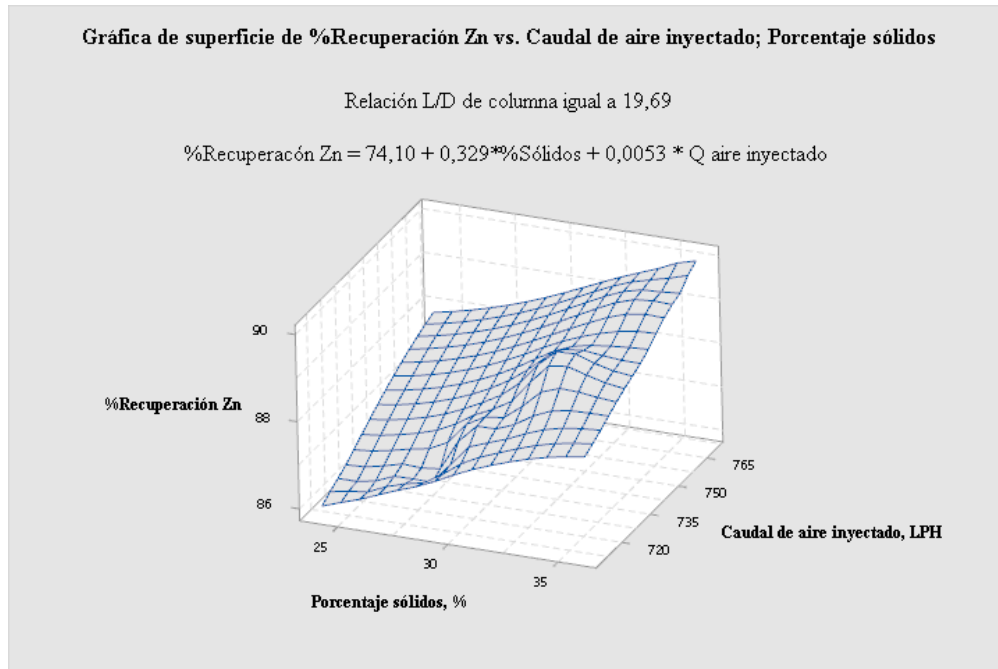 Gráfica de superficie de %Recuperación Zn vs. Caudal de aire inyectado; Porcentaje sólidos
Relación L/D de columna igual a 19,69
%Recuperacón Zn = 74,10 + 0,329*%Sólidos + 0,0053 * Q aire inyectado
90
%Recuperación Zn
88
86
25
30
35
Porcentaje sólidos, %
765
750
735
720
Caudal de aire inyectado, LPH